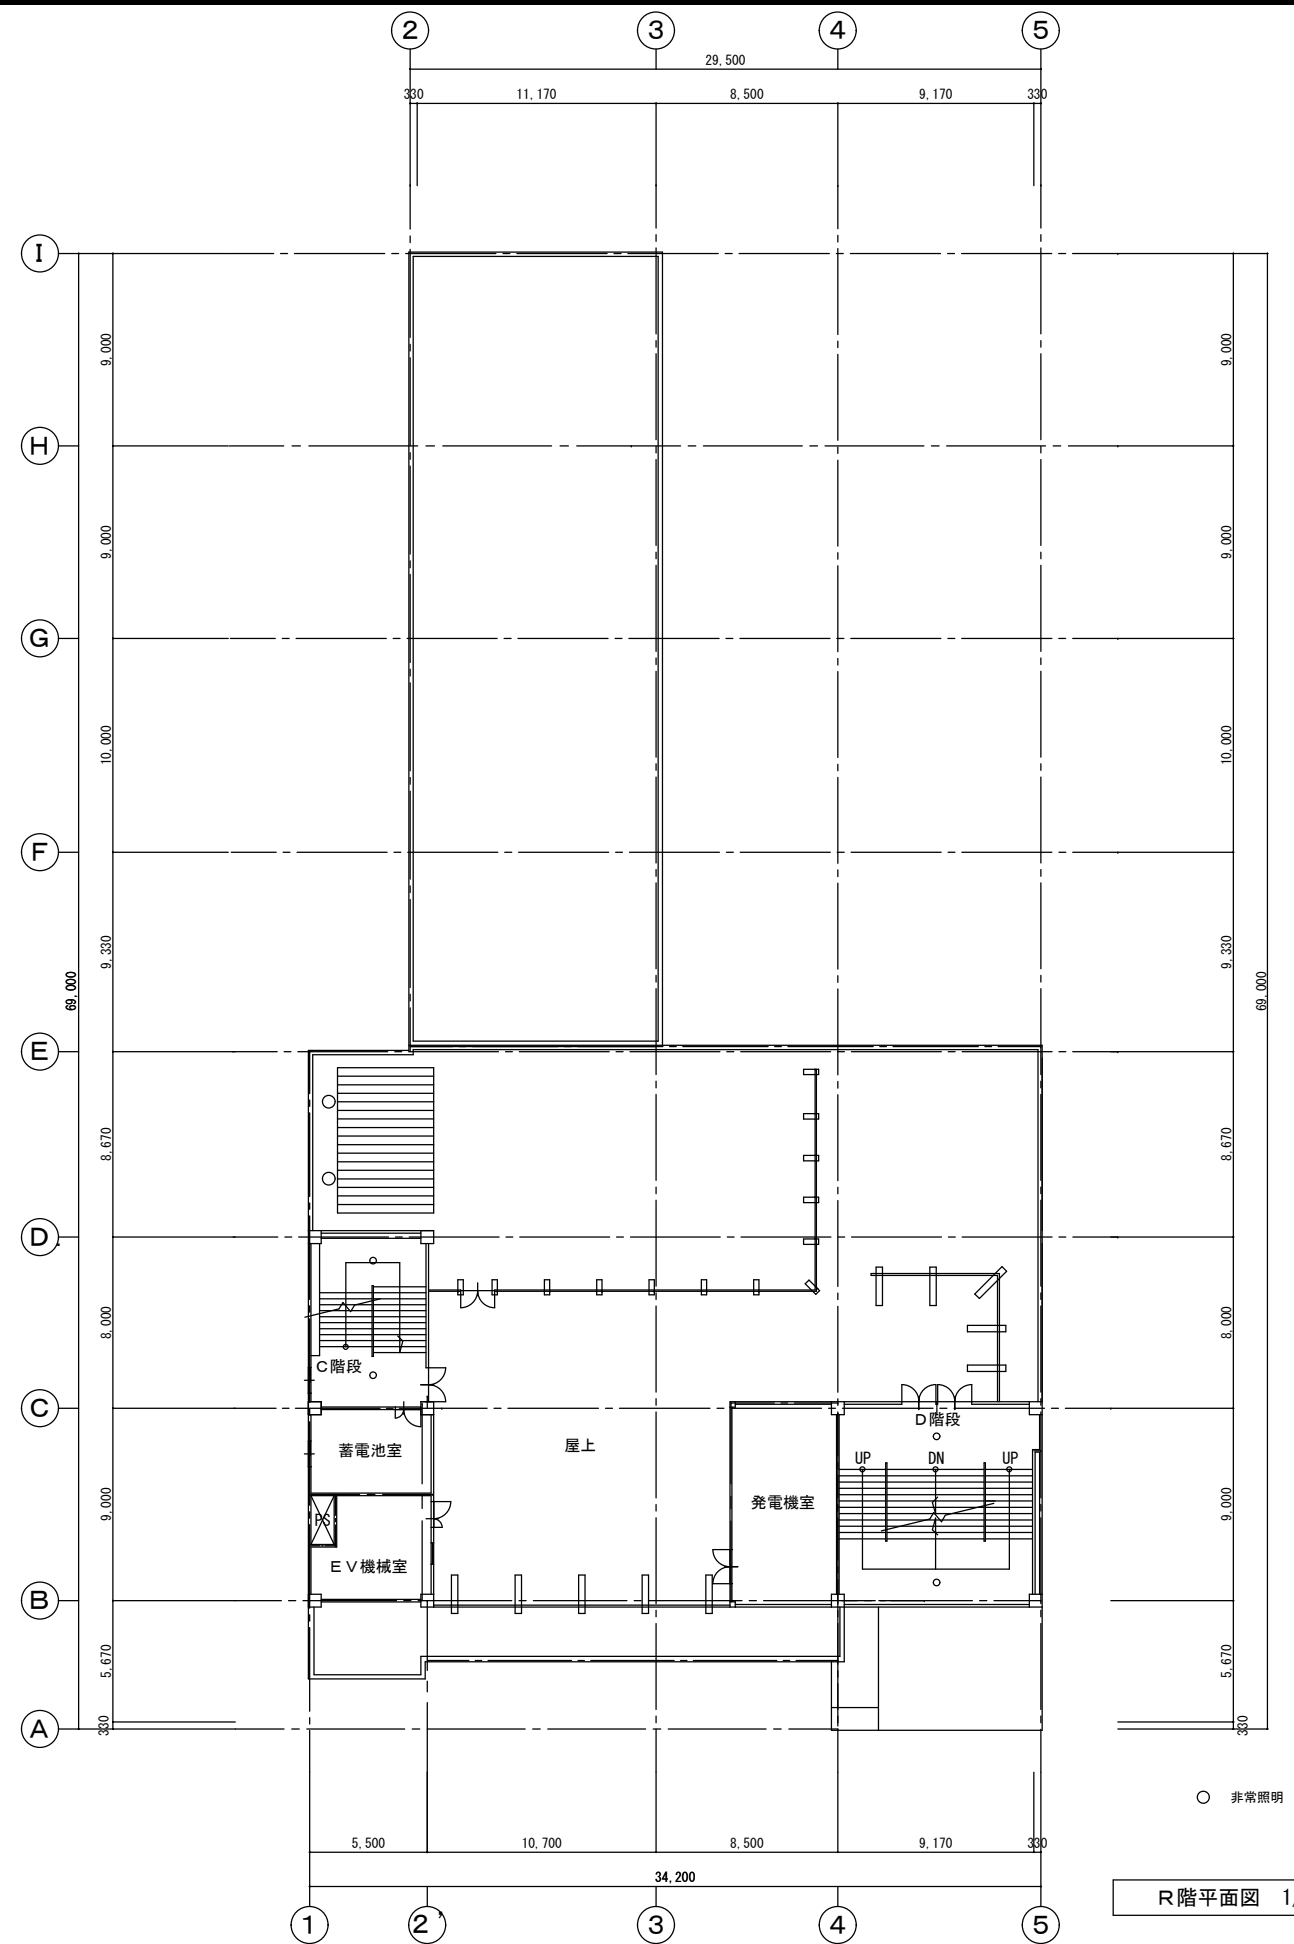 ② ③ ④ ⑤
29,500
330 11,170 8,500 9,170 330
I
9,000 9,000
H
9,000 9,000
G
10,000 10,000
F
9,330 9,330
69,000 69,000
E
8,670 8,670
D
8,000 8,000
C階段
C
D階段
屋上
蓄電池室
UP DN UP
発電機室
9,000 9,000
PS
EV機械室
B
5,670 5,670
330 330
A
○ 非常照明
5,500 10,700 8,500 9,170 330
34,200
R階平面図 1/
① ②' ③ ④ ⑤